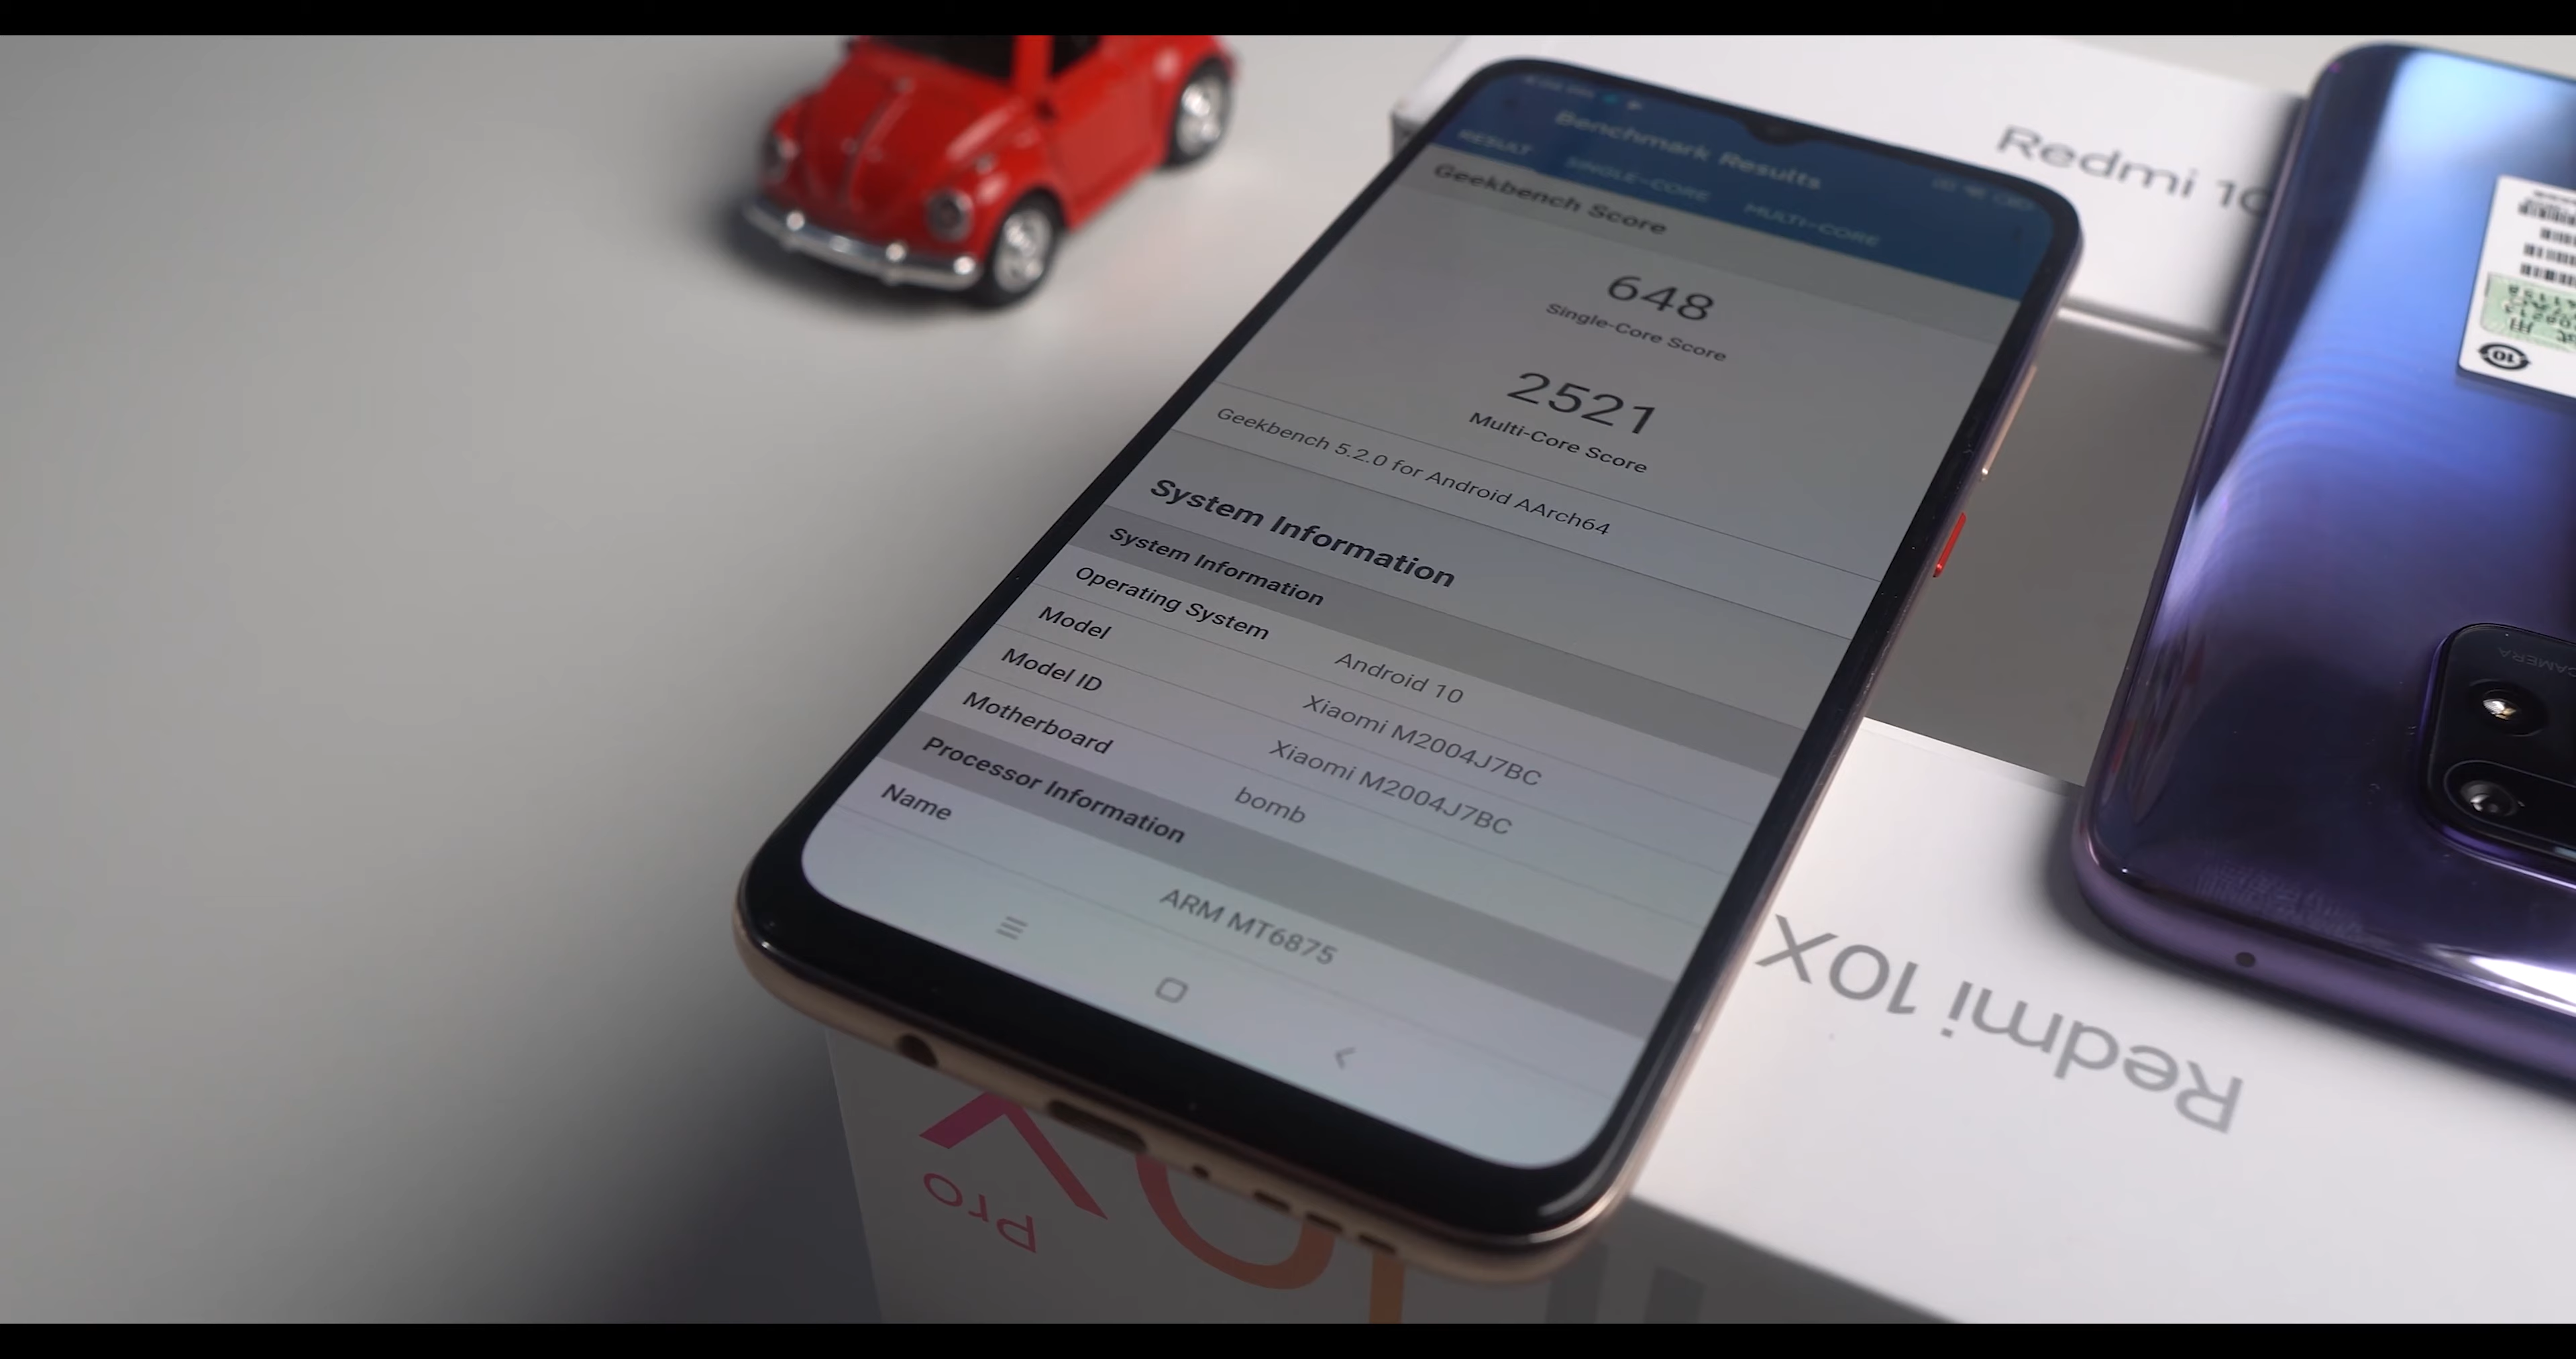 Benchmark Results
RESULT SINGLE-CORE MULTI-CORE
Geekbench Score
648
Single-Core Score
2521
Multi-Core Score
Geekbench 5.2.0 for Android AArch64
System Information
System Information
Operating System
Android 10
Model
Xiaomi M2004J7BC
Model ID
Xiaomi M2004J7BC
Motherboard
bomb
Processor Information
Name
ARM MT6875
Redmi 10
CAMERA
Redmi 10X
10X
Pro